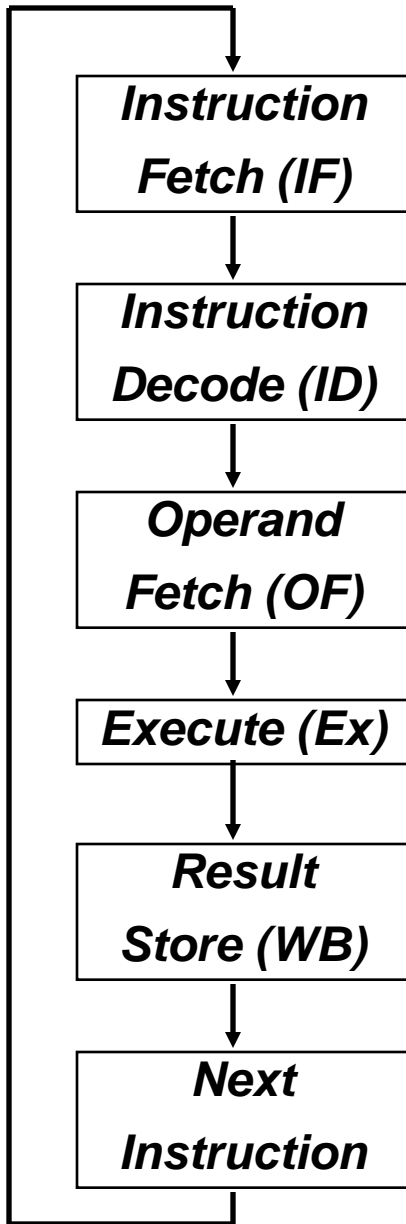 Instruction
Fetch (IF)
Instruction
Decode (ID)
Operand
Fetch (OF)
Execute (Ex)
Result
Store (WB)
Next
Instruction